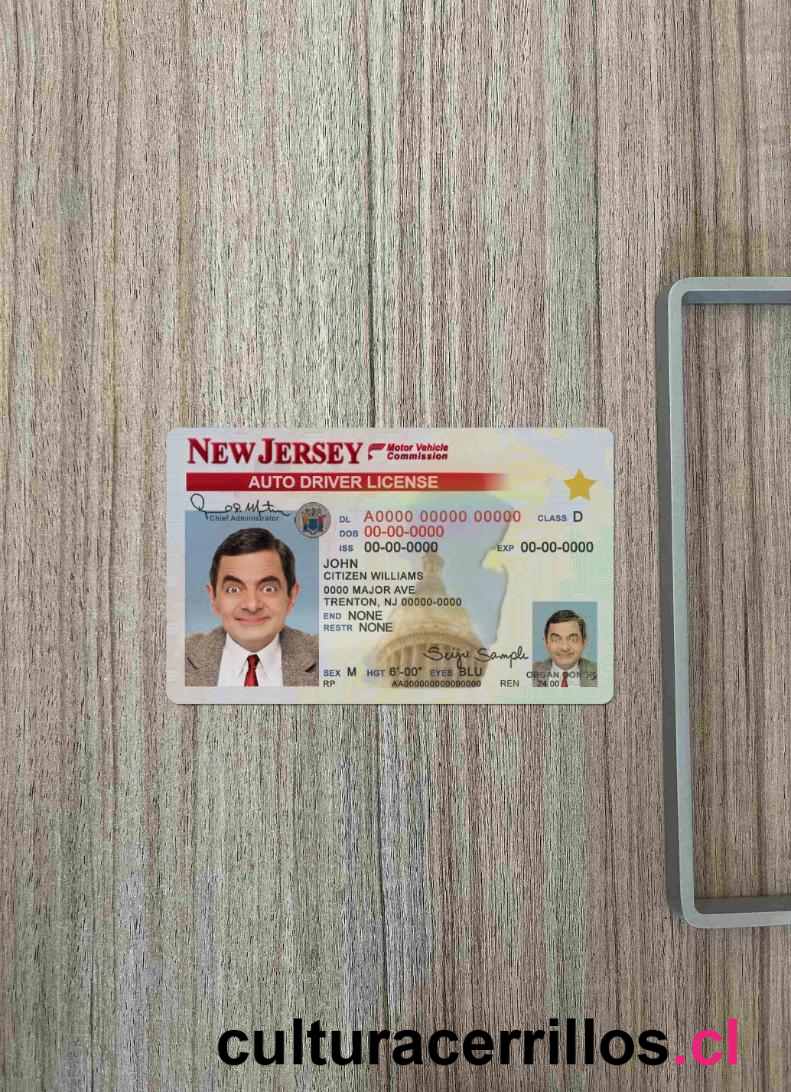 NEW JERSEY Motor Vehicle Commission
AUTO DRIVER LICENSE
Chief Administrator
DL A0000 00000 00000 CLASS D
DOB 00-00-0000
ISS 00-00-0000 EXP 00-00-0000
JOHN
CITIZEN WILLIAMS
0000 MAJOR AVE
TRENTON, NJ 00000-0000
END NONE
RESTR NONE
SEX M HGT 6'-00" EYES BLU
ORGAN DONOR
RP AA000000000000000 REN 24.00
culturacerrillos.cl